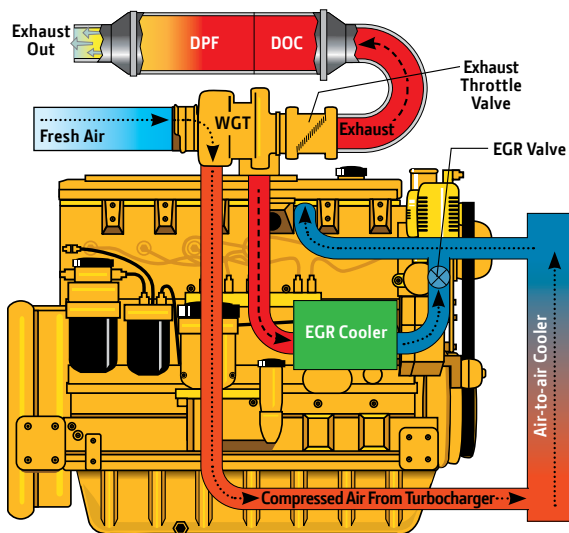 Exhaust
Out
DPF
DOC
Exhaust
Throttle
Valve
Fresh Air
WGT
Exhaust
EGR Valve
EGR Cooler
Air-to-air Cooler
Compressed Air From Turbocharger